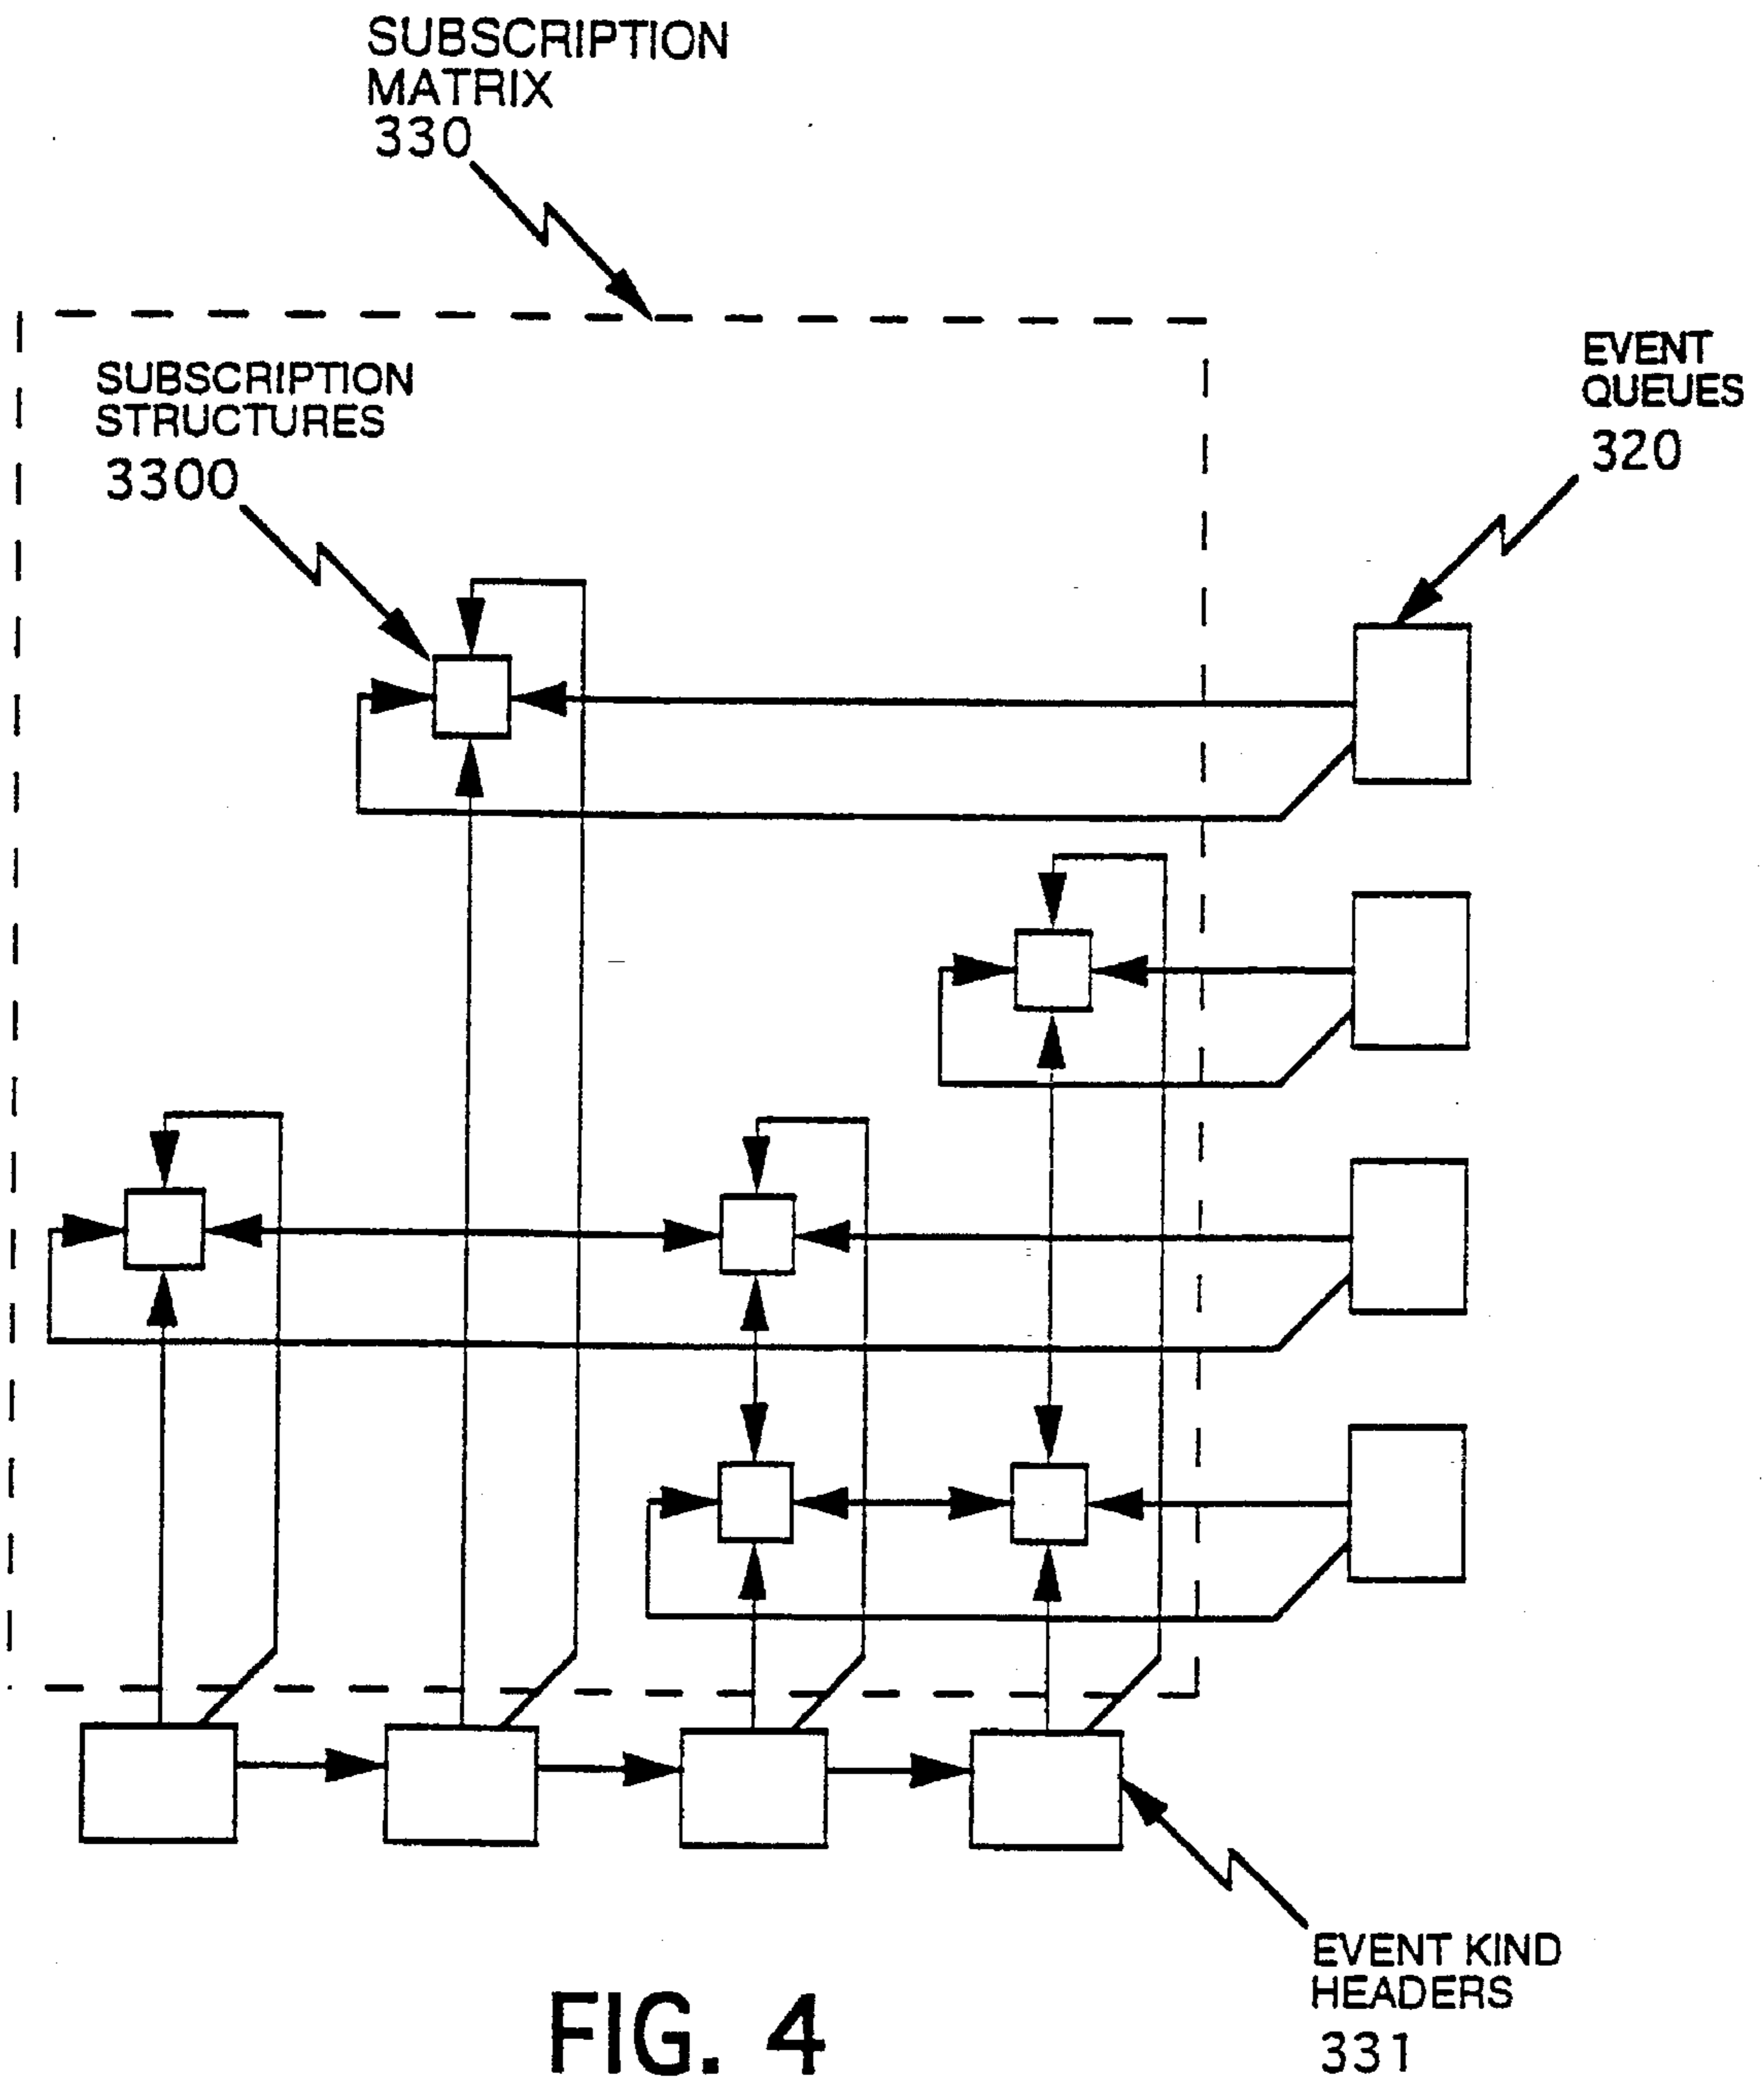 SUBSCRIPTION
MATRIX
330
SUBSCRIPTION
STRUCTURES
3300
EVENT
QUEUES
320
EVENT KIND
HEADERS
331
FIG. 4